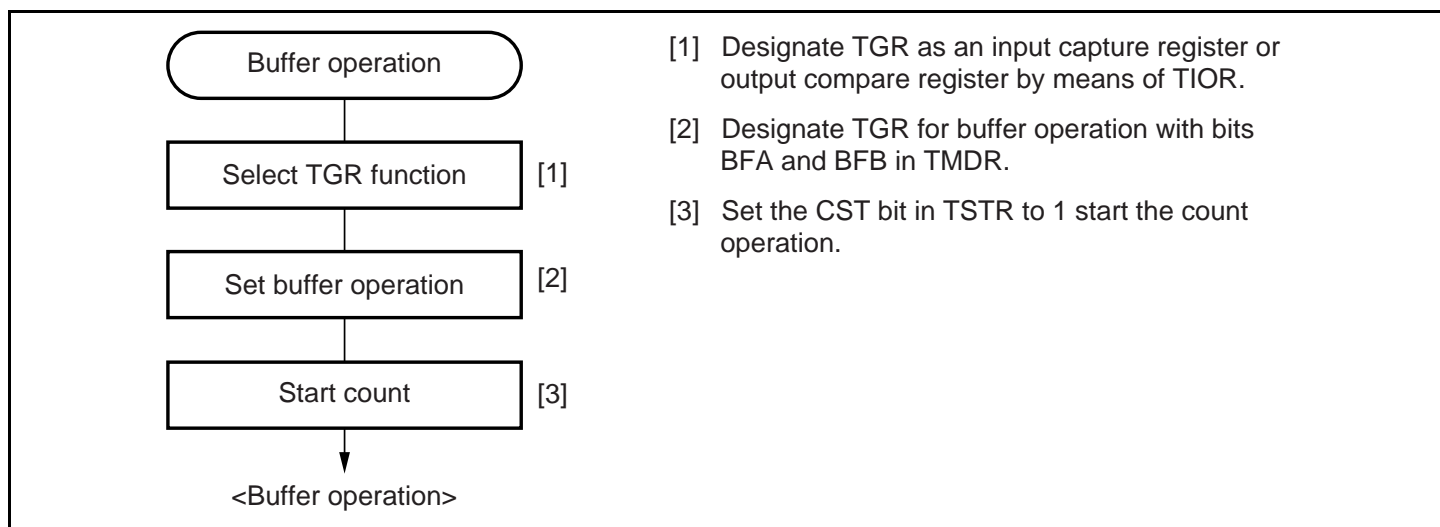 Buffer operation
Select TGR function
[1]
Set buffer operation
[2]
Start count
[3]
<Buffer operation>
[1] Designate TGR as an input capture register or
output compare register by means of TIOR.
[2] Designate TGR for buffer operation with bits
BFA and BFB in TMDR.
[3] Set the CST bit in TSTR to 1 start the count
operation.